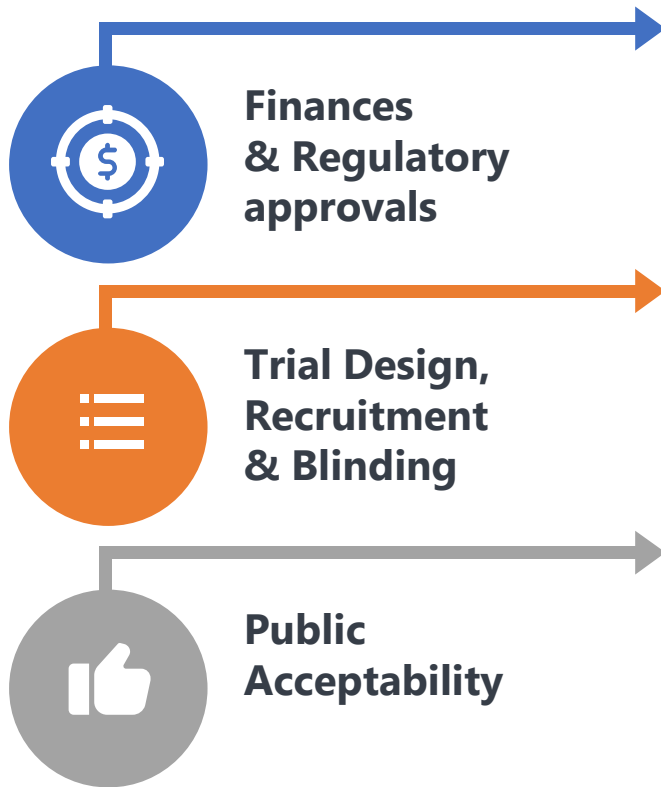 $
Finances
& Regulatory
approvals
Trial Design,
Recruitment
& Blinding
Public
Acceptability